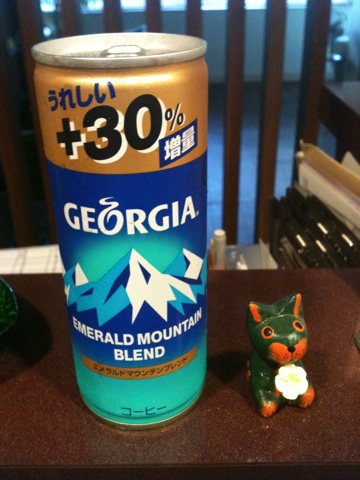 うれしい
+30%
増量
GEORGIA
EMERALD MOUNTAIN
BLEND
エメラルドマウンテンブレンド
コーヒー